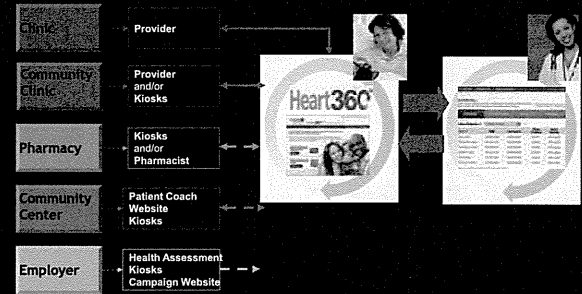 Clinic
Provider
Community
Clinic
Provider
and/or
Kiosks
Pharmacy
Kiosks
and/or
Pharmacist
Community
Center
Patient Coach
Website
Kiosks
Employer
Health Assessment
Kiosks
Campaign Website
Heart360